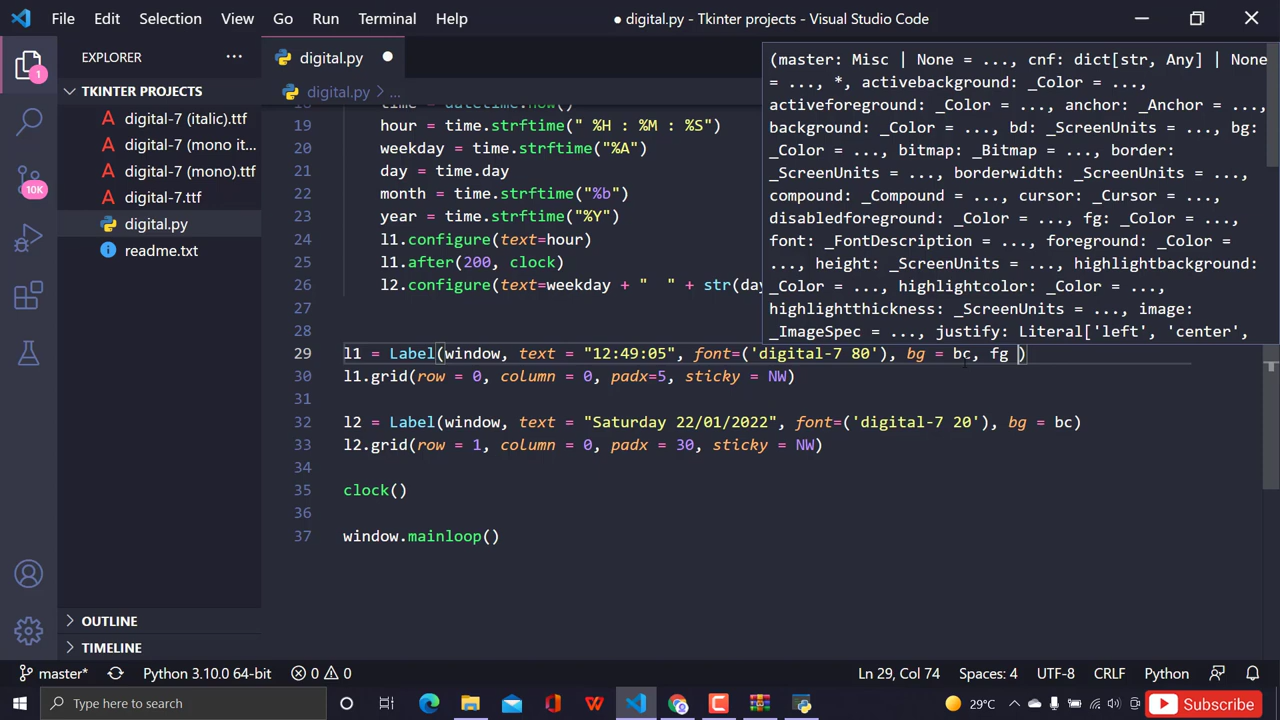 File Edit Selection View Go Run Terminal Help
● digital.py - Tkinter projects - Visual Studio Code
EXPLORER ...
TKINTER PROJECTS
digital-7 (italic).ttf
digital-7 (mono it...
digital-7 (mono).ttf
digital-7.ttf
digital.py
readme.txt
OUTLINE
TIMELINE
1
10K
digital.py ●
digital.py > ...
18 time = datetime.now()
19 hour = time.strftime(" %H : %M : %S")
20 weekday = time.strftime("%A")
21 day = time.day
22 month = time.strftime("%b")
23 year = time.strftime("%Y")
24 l1.configure(text=hour)
25 l1.after(200, clock)
26 l2.configure(text=weekday + "  " + str(day
27
28
29 l1 = Label(window, text = "12:49:05", font=('digital-7 80'), bg = bc, fg )
30 l1.grid(row = 0, column = 0, padx=5, sticky = NW)
31
32 l2 = Label(window, text = "Saturday 22/01/2022", font=('digital-7 20'), bg = bc)
33 l2.grid(row = 1, column = 0, padx = 30, sticky = NW)
34
35 clock()
36
37 window.mainloop()
(master: Misc | None = ..., cnf: dict[str, Any] | None
= ..., *, activebackground: _Color = ...,
activeforeground: _Color = ..., anchor: _Anchor = ...,
background: _Color = ..., bd: _ScreenUnits = ..., bg:
_Color = ..., bitmap: _Bitmap = ..., border:
_ScreenUnits = ..., borderwidth: _ScreenUnits = ...,
compound: _Compound = ..., cursor: _Cursor = ...,
disabledforeground: _Color = ..., fg: _Color = ...,
font: _FontDescription = ..., foreground: _Color =
..., height: _ScreenUnits = ..., highlightbackground:
_Color = ..., highlightcolor: _Color = ...,
highlightthickness: _ScreenUnits = ..., image:
_ImageSpec = ..., justify: Literal['left', 'center',
master* Python 3.10.0 64-bit 0 0 Ln 29, Col 74 Spaces: 4 UTF-8 CRLF Python
Type here to search 29°C Subscribe